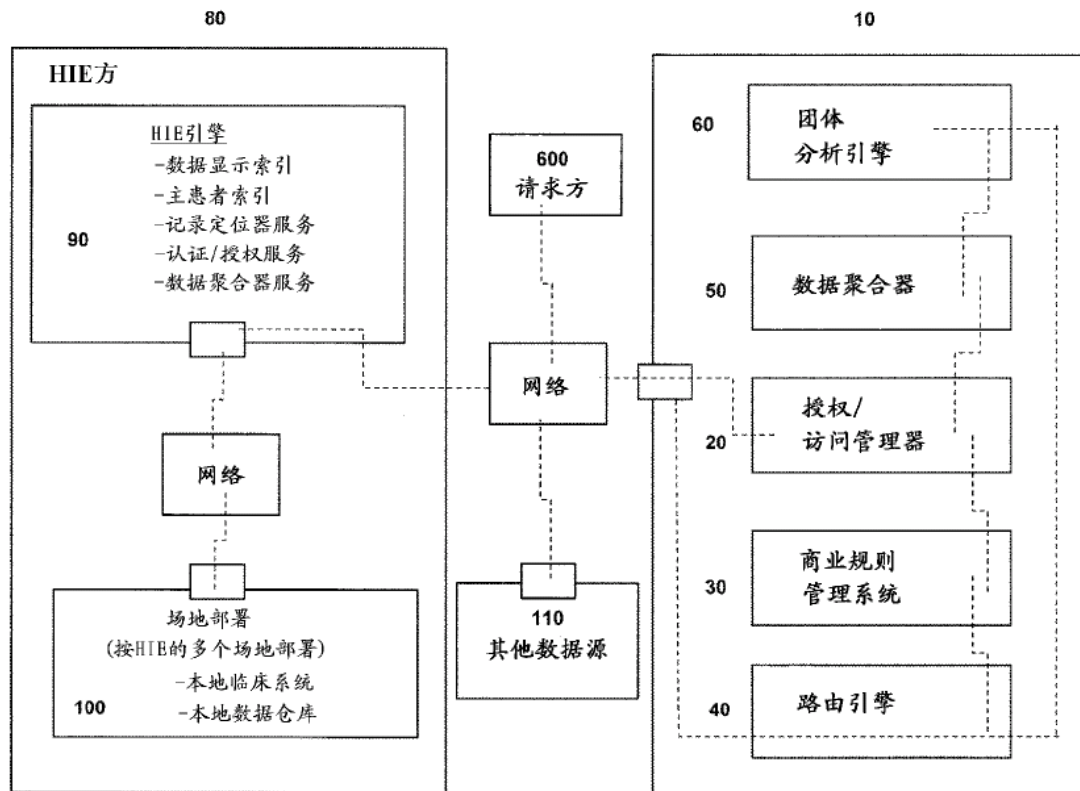 80
10
HIE方
HIE引擎
-数据显示索引
-主患者索引
-记录定位器服务
-认证/授权服务
-数据聚合器服务
90
网络
场地部署
(按HIE的多个场地部署)
-本地临床系统
-本地数据仓库
100
600
请求方
网络
110
其他数据源
60
团体
分析引擎
50
数据聚合器
20
授权/
访问管理器
30
商业规则
管理系统
40
路由引擎